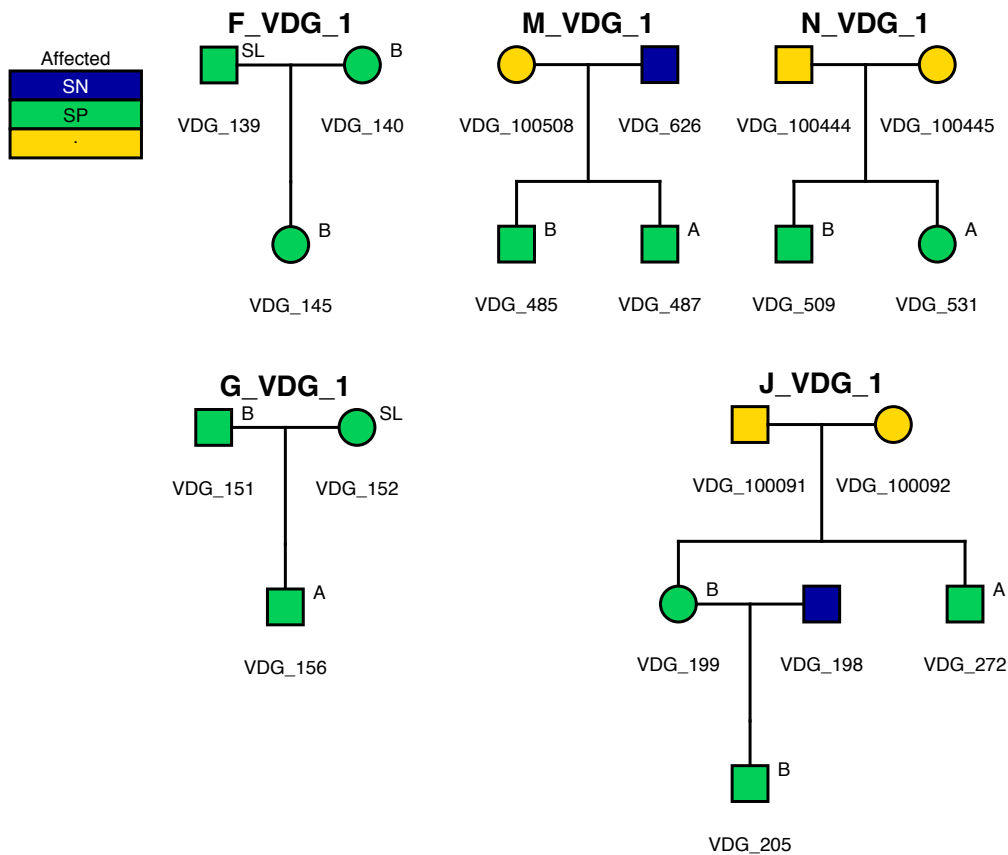 F_VDG_1 M_VDG_1 N_VDG_1
Affected
SN
SP
.
SL B
VDG_139 VDG_140 VDG_100508 VDG_626 VDG_100444 VDG_100445
B B A B A
VDG_145 VDG_485 VDG_487 VDG_509 VDG_531
G_VDG_1 J_VDG_1
B SL
VDG_151 VDG_152 VDG_100091 VDG_100092
A B A
VDG_156 VDG_199 VDG_198 VDG_272
B
VDG_205